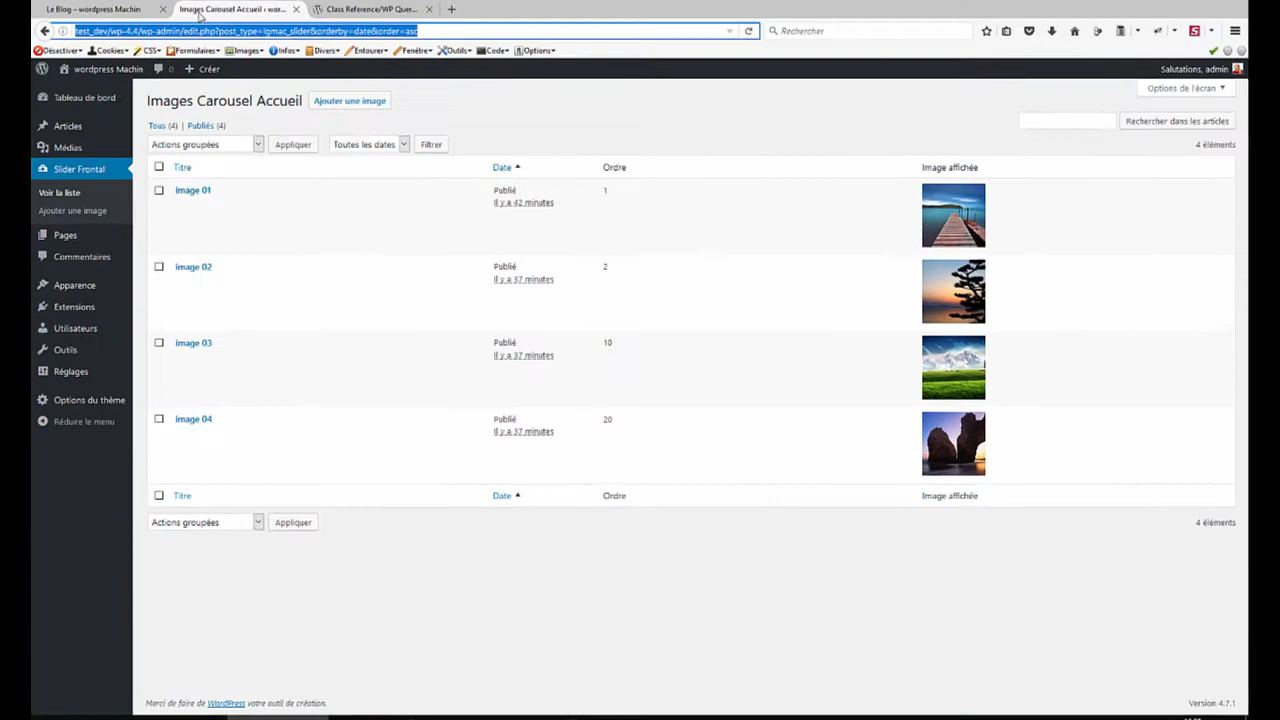 Le Blog – wordpress Machin
Images Carousel Accueil ‹ wor...
Class Reference/WP Quer...
test_dev/wp-4.4/wp-admin/edit.php?post_type=lgmac_slider&orderby=date&order=asc
Rechercher
Désactiver
Cookies
CSS
Formulaires
Images
Infos
Divers
Fenêtre
Outils
Code
Options
wordpress Machin
0
+ Créer
Salutations, admin
Tableau de bord
Articles
Médias
Slider Frontal
Voir la liste
Ajouter une image
Pages
Commentaires
Apparence
Extensions
Utilisateurs
Outils
Réglages
Options du thème
Réduire le menu
Options de l'écran
Images Carousel Accueil
Ajouter une image
Tous (4) | Publiés (4)
Rechercher dans les articles
Actions groupées
Appliquer
Toutes les dates
Filtrer
4 éléments
Titre
Date
Ordre
Image affichée
image 01
Publié
Il y a 42 minutes
1
image 02
Publié
Il y a 37 minutes
2
image 03
Publié
Il y a 37 minutes
10
image 04
Publié
Il y a 37 minutes
20
Titre
Date
Ordre
Image affichée
Actions groupées
Appliquer
4 éléments
Merci de faire de WordPress votre outil de création.
Version 4.7.1